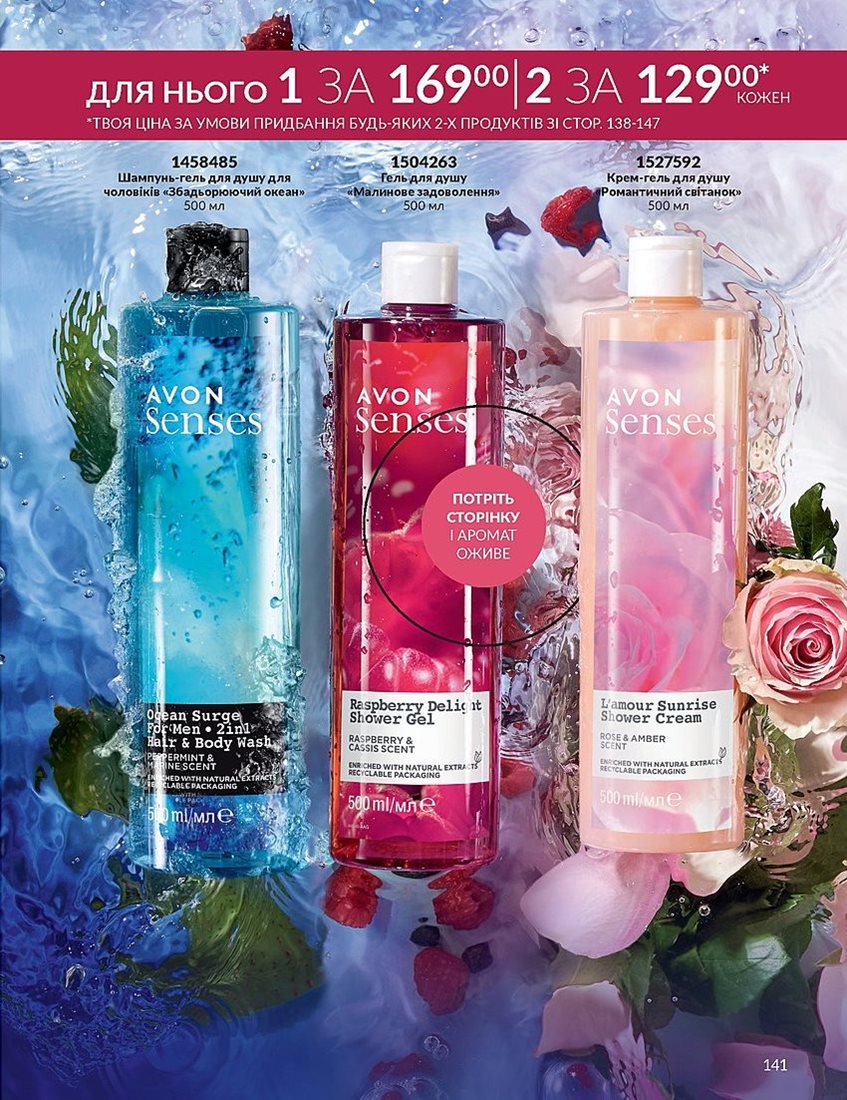 ДЛЯ НЬОГО 1 ЗА 169⁰⁰|2 ЗА 129⁰⁰* КОЖЕН
*ТВОЯ ЦІНА ЗА УМОВИ ПРИДБАННЯ БУДЬ-ЯКИХ 2-Х ПРОДУКТІВ ЗІ СТОР. 138-147
1458485
Шампунь-гель для душу для
чоловіків «Збадьорюючий океан»
500 мл
1504263
Гель для душу
«Малинове задоволення»
500 мл
1527592
Крем-гель для душу
«Романтичний світанок»
500 мл
AVON
Senses
Ocean Surge
For Men • 2in1
Hair & Body Wash
PEPPERMINT &
MARINE SCENT
ENRICHED WITH NATURAL EXTRACTS
RECYCLABLE PACKAGING
500 ml/мл e
AVON
Senses
ПОТРІТЬ
СТОРІНКУ
І АРОМАТ
ОЖИВЕ
Raspberry Delight
Shower Gel
RASPBERRY &
CASSIS SCENT
ENRICHED WITH NATURAL EXTRACTS
RECYCLABLE PACKAGING
500 ml/мл e
AVON
Senses
L'amour Sunrise
Shower Cream
ROSE & AMBER
SCENT
ENRICHED WITH NATURAL EXTRACTS
RECYCLABLE PACKAGING
500 ml/мл e
141